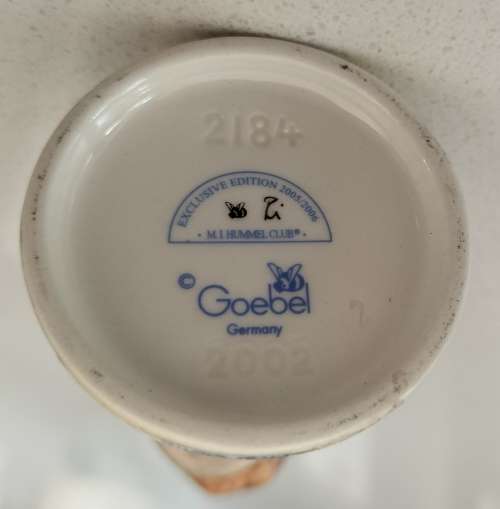 2184
EXCLUSIVE EDITION 2005/2006
· M.I. HUMMEL CLUB® ·
© Goebel
Germany
2002